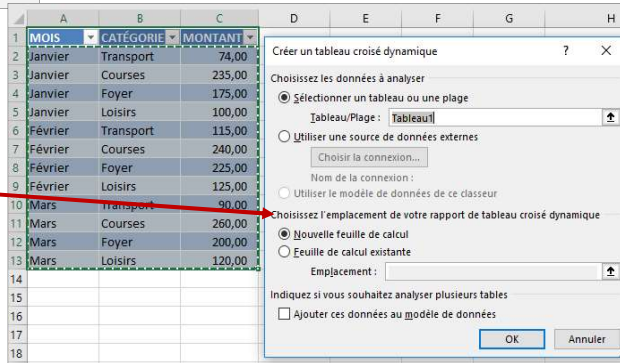 A B C D E F G H
1 MOIS CATÉGORIE MONTANT
2 Janvier Transport 74,00
3 Janvier Courses 235,00
4 Janvier Foyer 175,00
5 Janvier Loisirs 100,00
6 Février Transport 115,00
7 Février Courses 240,00
8 Février Foyer 225,00
9 Février Loisirs 125,00
10 Mars Transport 90,00
11 Mars Courses 260,00
12 Mars Foyer 200,00
13 Mars Loisirs 120,00
14
15
16
17
18
Créer un tableau croisé dynamique ? ×
Choisissez les données à analyser
Sélectionner un tableau ou une plage
Tableau/Plage : Tableau1
Utiliser une source de données externes
Choisir la connexion...
Nom de la connexion :
Utiliser le modèle de données de ce classeur
Choisissez l'emplacement de votre rapport de tableau croisé dynamique
Nouvelle feuille de calcul
Feuille de calcul existante
Emplacement :
Indiquez si vous souhaitez analyser plusieurs tables
Ajouter ces données au modèle de données
OK Annuler